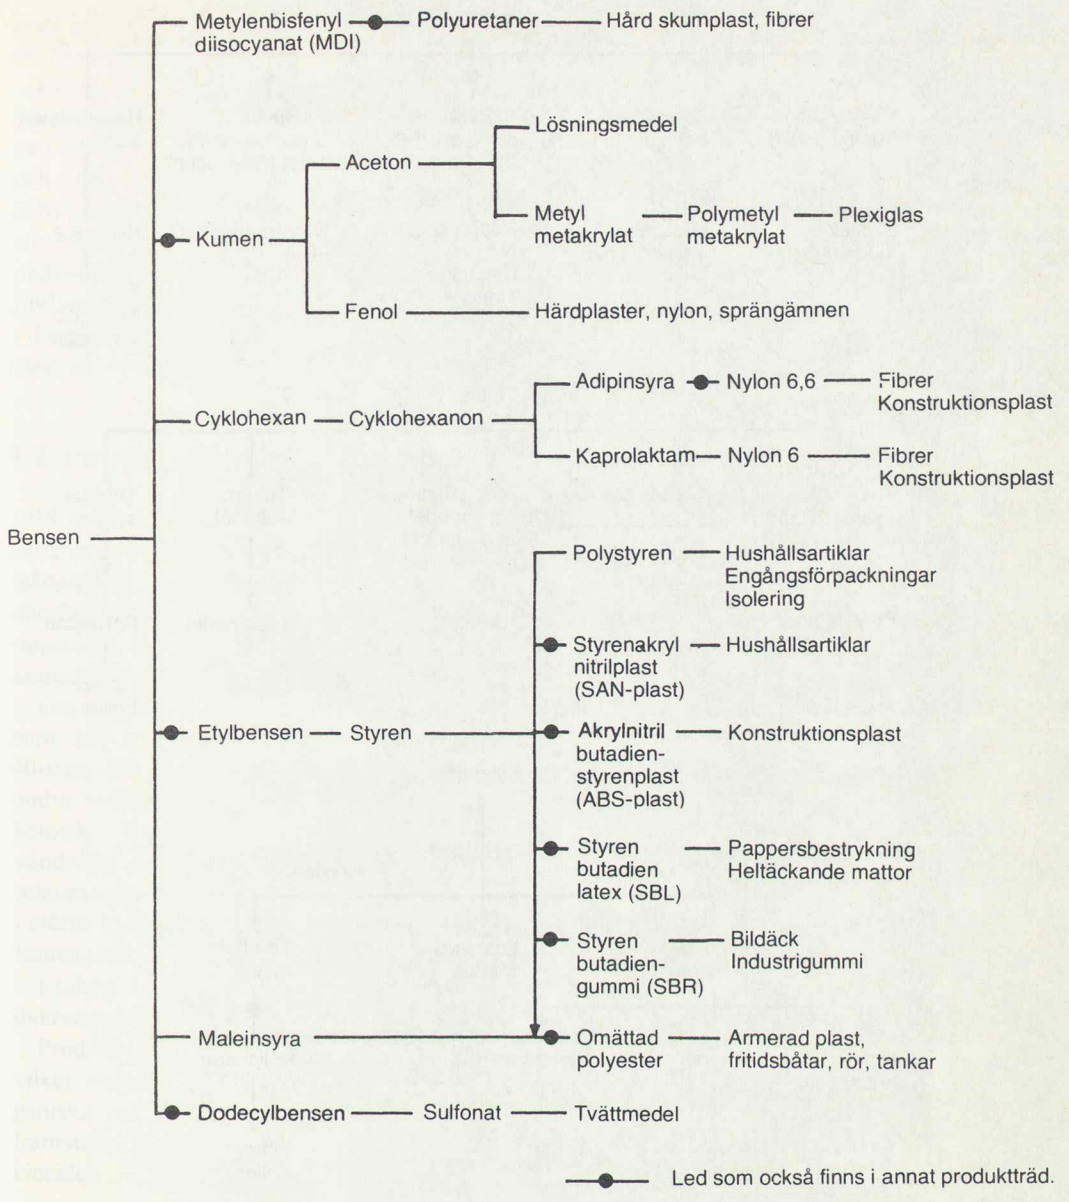 Metylenbisfenyl Polyuretaner Hård skumplast, fibrer
diisocyanat (MDI)
Lösningsmedel
Aceton
Metyl Polymetyl Plexiglas
metakrylat metakrylat
Kumen
Fenol Härdplaster, nylon, sprängämnen
Adipinsyra Nylon 6,6 Fibrer
Konstruktionsplast
Cyklohexan Cyklohexanon
Kaprolaktam Nylon 6 Fibrer
Konstruktionsplast
Bensen
Polystyren Hushållsartiklar
Engångsförpackningar
Isolering
Styrenakryl Hushållsartiklar
nitrilplast
(SAN-plast)
Etylbensen Styren Akrylnitril Konstruktionsplast
butadien-
styrenplast
(ABS-plast)
Styren Pappersbestrykning
butadien Heltäckande mattor
latex (SBL)
Styren Bildäck
butadien- Industrigummi
gummi (SBR)
Maleinsyra Omättad Armerad plast,
polyester fritidsbåtar, rör, tankar
Dodecylbensen Sulfonat Tvättmedel
Led som också finns i annat produktträd.